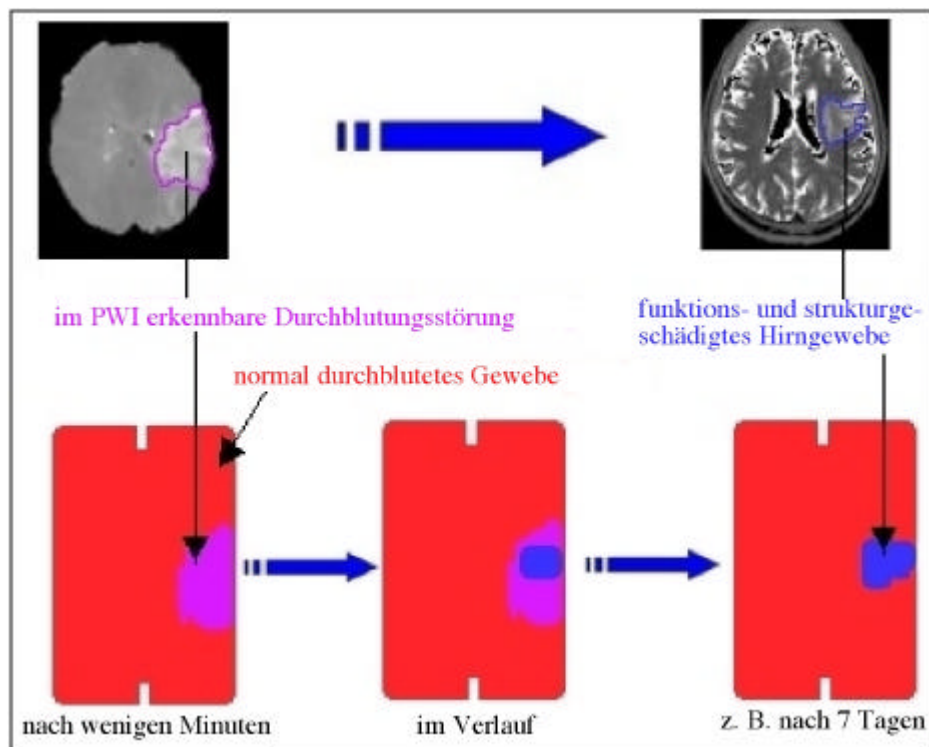 im PWI erkennbare Durchblutungsstörung
funktions- und strukturge-
schädigtes Hirngewebe
normal durchblutetes Gewebe
nach wenigen Minuten
im Verlauf
z. B. nach 7 Tagen